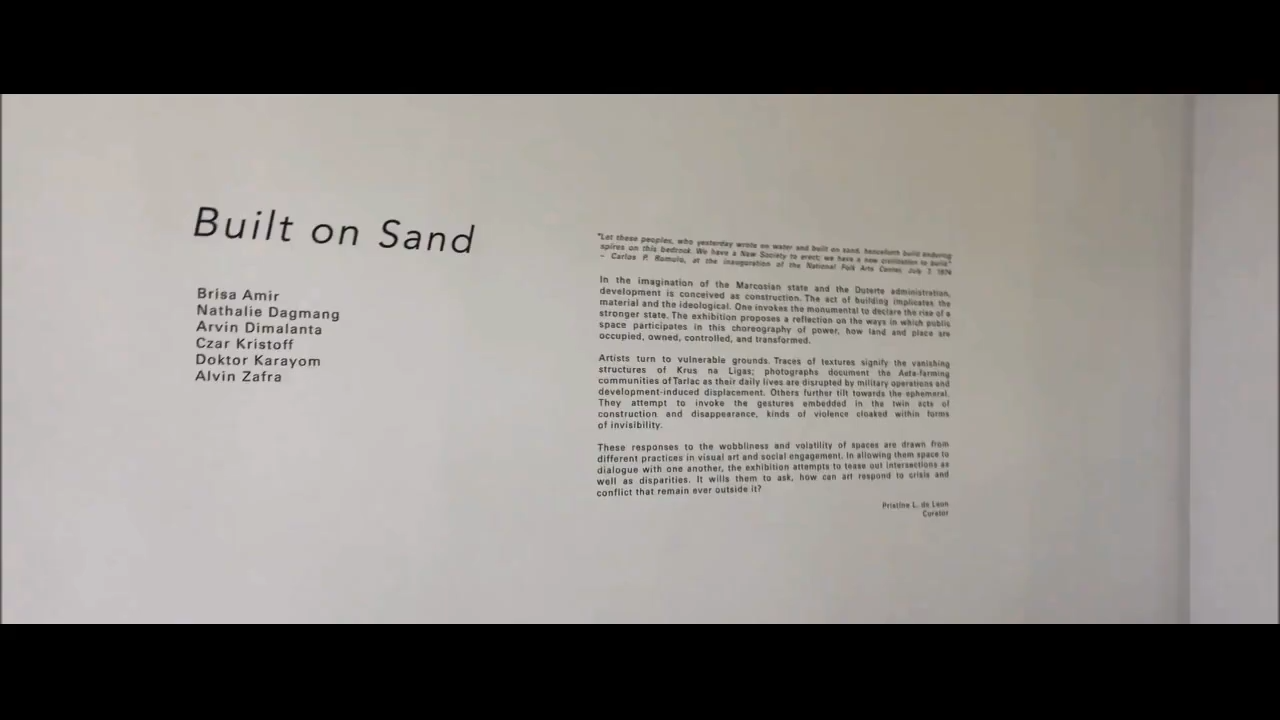 Built on Sand
Brisa Amir
Nathalie Dagmang
Arvin Dimalanta
Czar Kristoff
Doktor Karayom
Alvin Zafra
"Let these peoples, who yesterday wrote on water and built on sand, henceforth build enduring
spires on this bedrock. We have a New Society to erect; we have a new civilization to build"
- Carlos P. Romulo, at the inauguration of the National Folk Arts Center, July 7, 1974
In the imagination of the Marcosian state and the Duterte administration,
development is conceived as construction. The act of building implicates the
material and the ideological. One invokes the monumental to declare the rise of a
stronger state. The exhibition proposes a reflection on the ways in which public
space participates in this choreography of power, how land and place are
occupied, owned, controlled, and transformed.
Artists turn to vulnerable grounds. Traces of textures signify the vanishing
structures of Krus na Ligas; photographs document the Aeta-farming
communities of Tarlac as their daily lives are disrupted by military operations and
development-induced displacement. Others further tilt towards the ephemeral.
They attempt to invoke the gestures embedded in the twin acts of
construction and disappearance, kinds of violence cloaked within forms
of invisibility.
These responses to the wobbliness and volatility of spaces are drawn from
different practices in visual art and social engagement. In allowing them space to
dialogue with one another, the exhibition attempts to tease out intersections as
well as disparities. It wills them to ask, how can art respond to crisis and
conflict that remain ever outside it?
Pristine L. de Leon
Curator